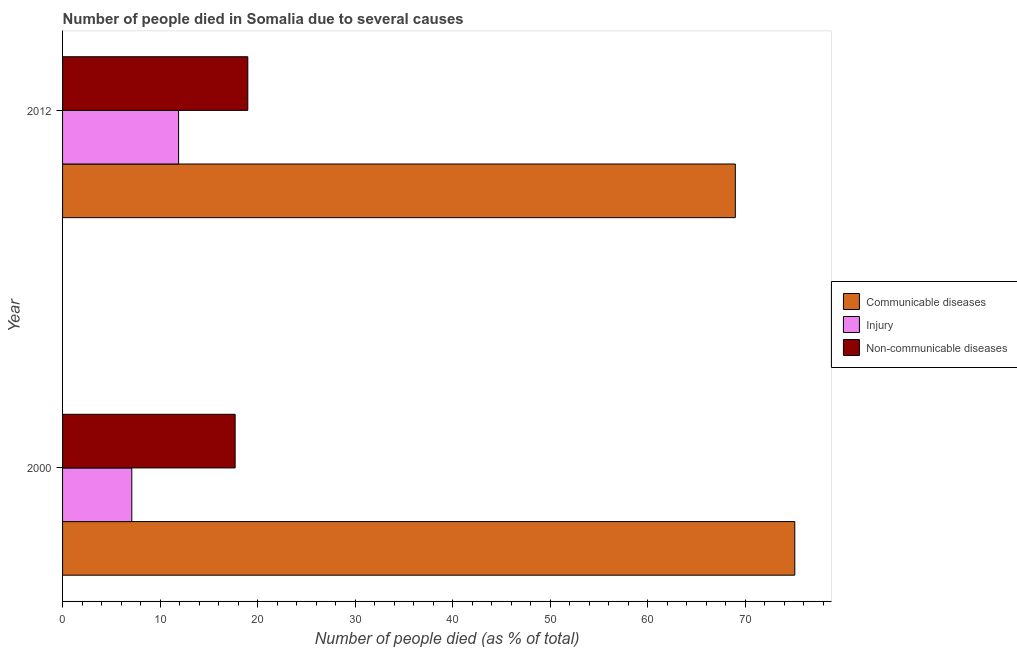 Number of people died in Somalia due to several causes
2012
2000
Year
0
10
20
30
40
50
60
70
Number of people died (as % of total)
Communicable diseases
Injury
Non-communicable diseases